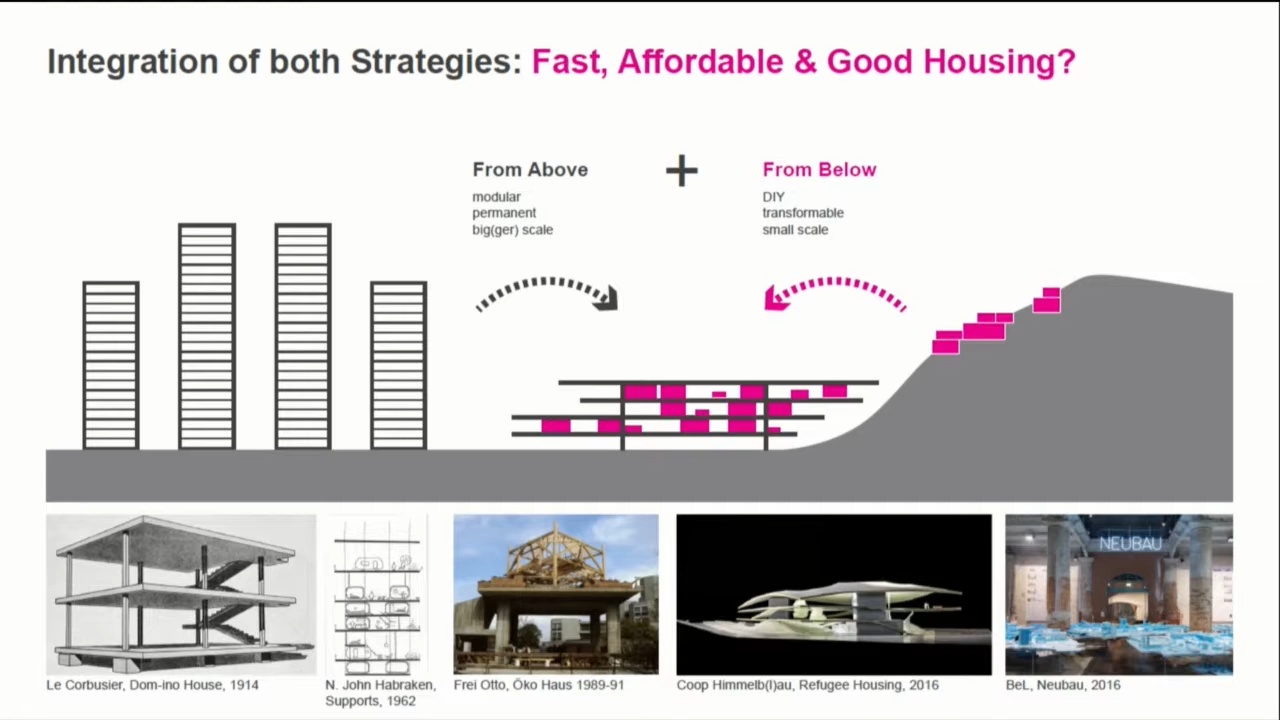 Integration of both Strategies: Fast, Affordable & Good Housing?
From Above
modular
permanent
big(ger) scale
+
From Below
DIY
transformable
small scale
NEUBAU
Le Corbusier, Dom-ino House, 1914
N. John Habraken,
Supports, 1962
Frei Otto, Öko Haus 1989-91
Coop Himmelb(l)au, Refugee Housing, 2016
BeL, Neubau, 2016